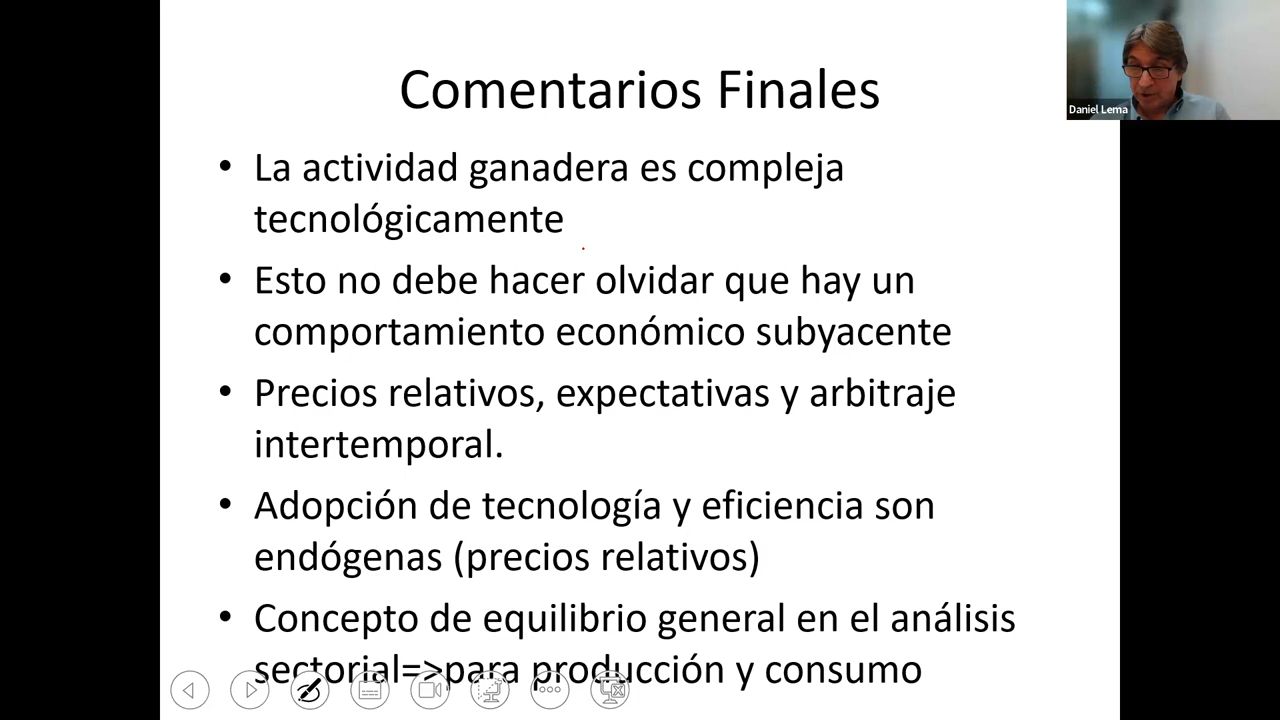 Comentarios Finales
Daniel Lema
• La actividad ganadera es compleja
tecnológicamente
• Esto no debe hacer olvidar que hay un
comportamiento económico subyacente
• Precios relativos, expectativas y arbitraje
intertemporal.
• Adopción de tecnología y eficiencia son
endógenas (precios relativos)
• Concepto de equilibrio general en el análisis
sectorial=>para producción y consumo